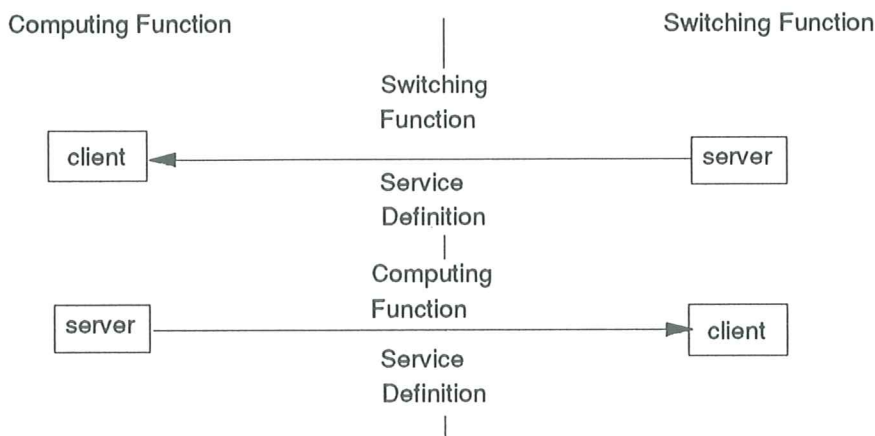 Computing Function
Switching Function
Switching
Function
client
server
Service
Definition
Computing
Function
server
client
Service
Definition